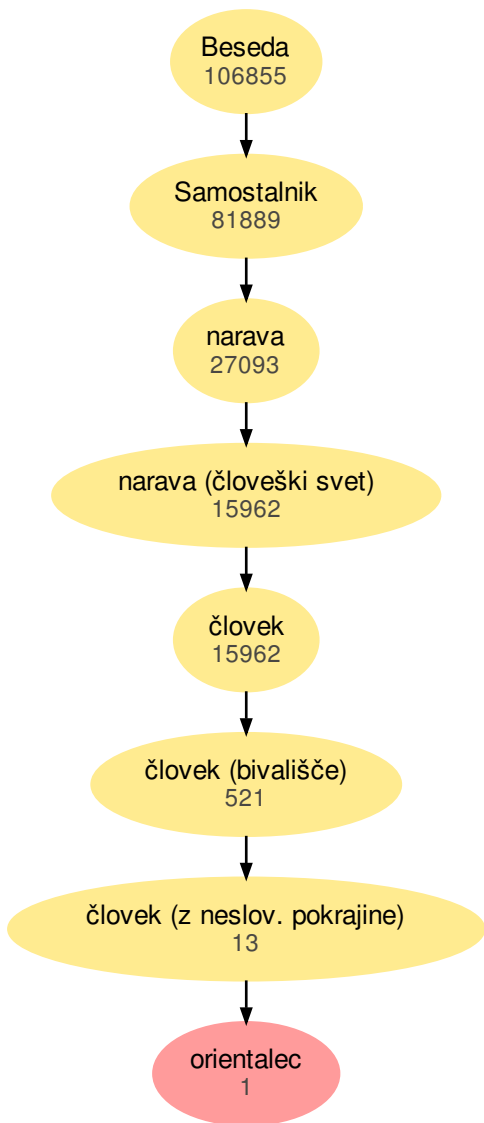 Beseda
106855
Samostalnik
81889
narava
27093
narava (človeški svet)
15962
človek
15962
človek (bivališče)
521
človek (z neslov. pokrajine)
13
orientalec
1